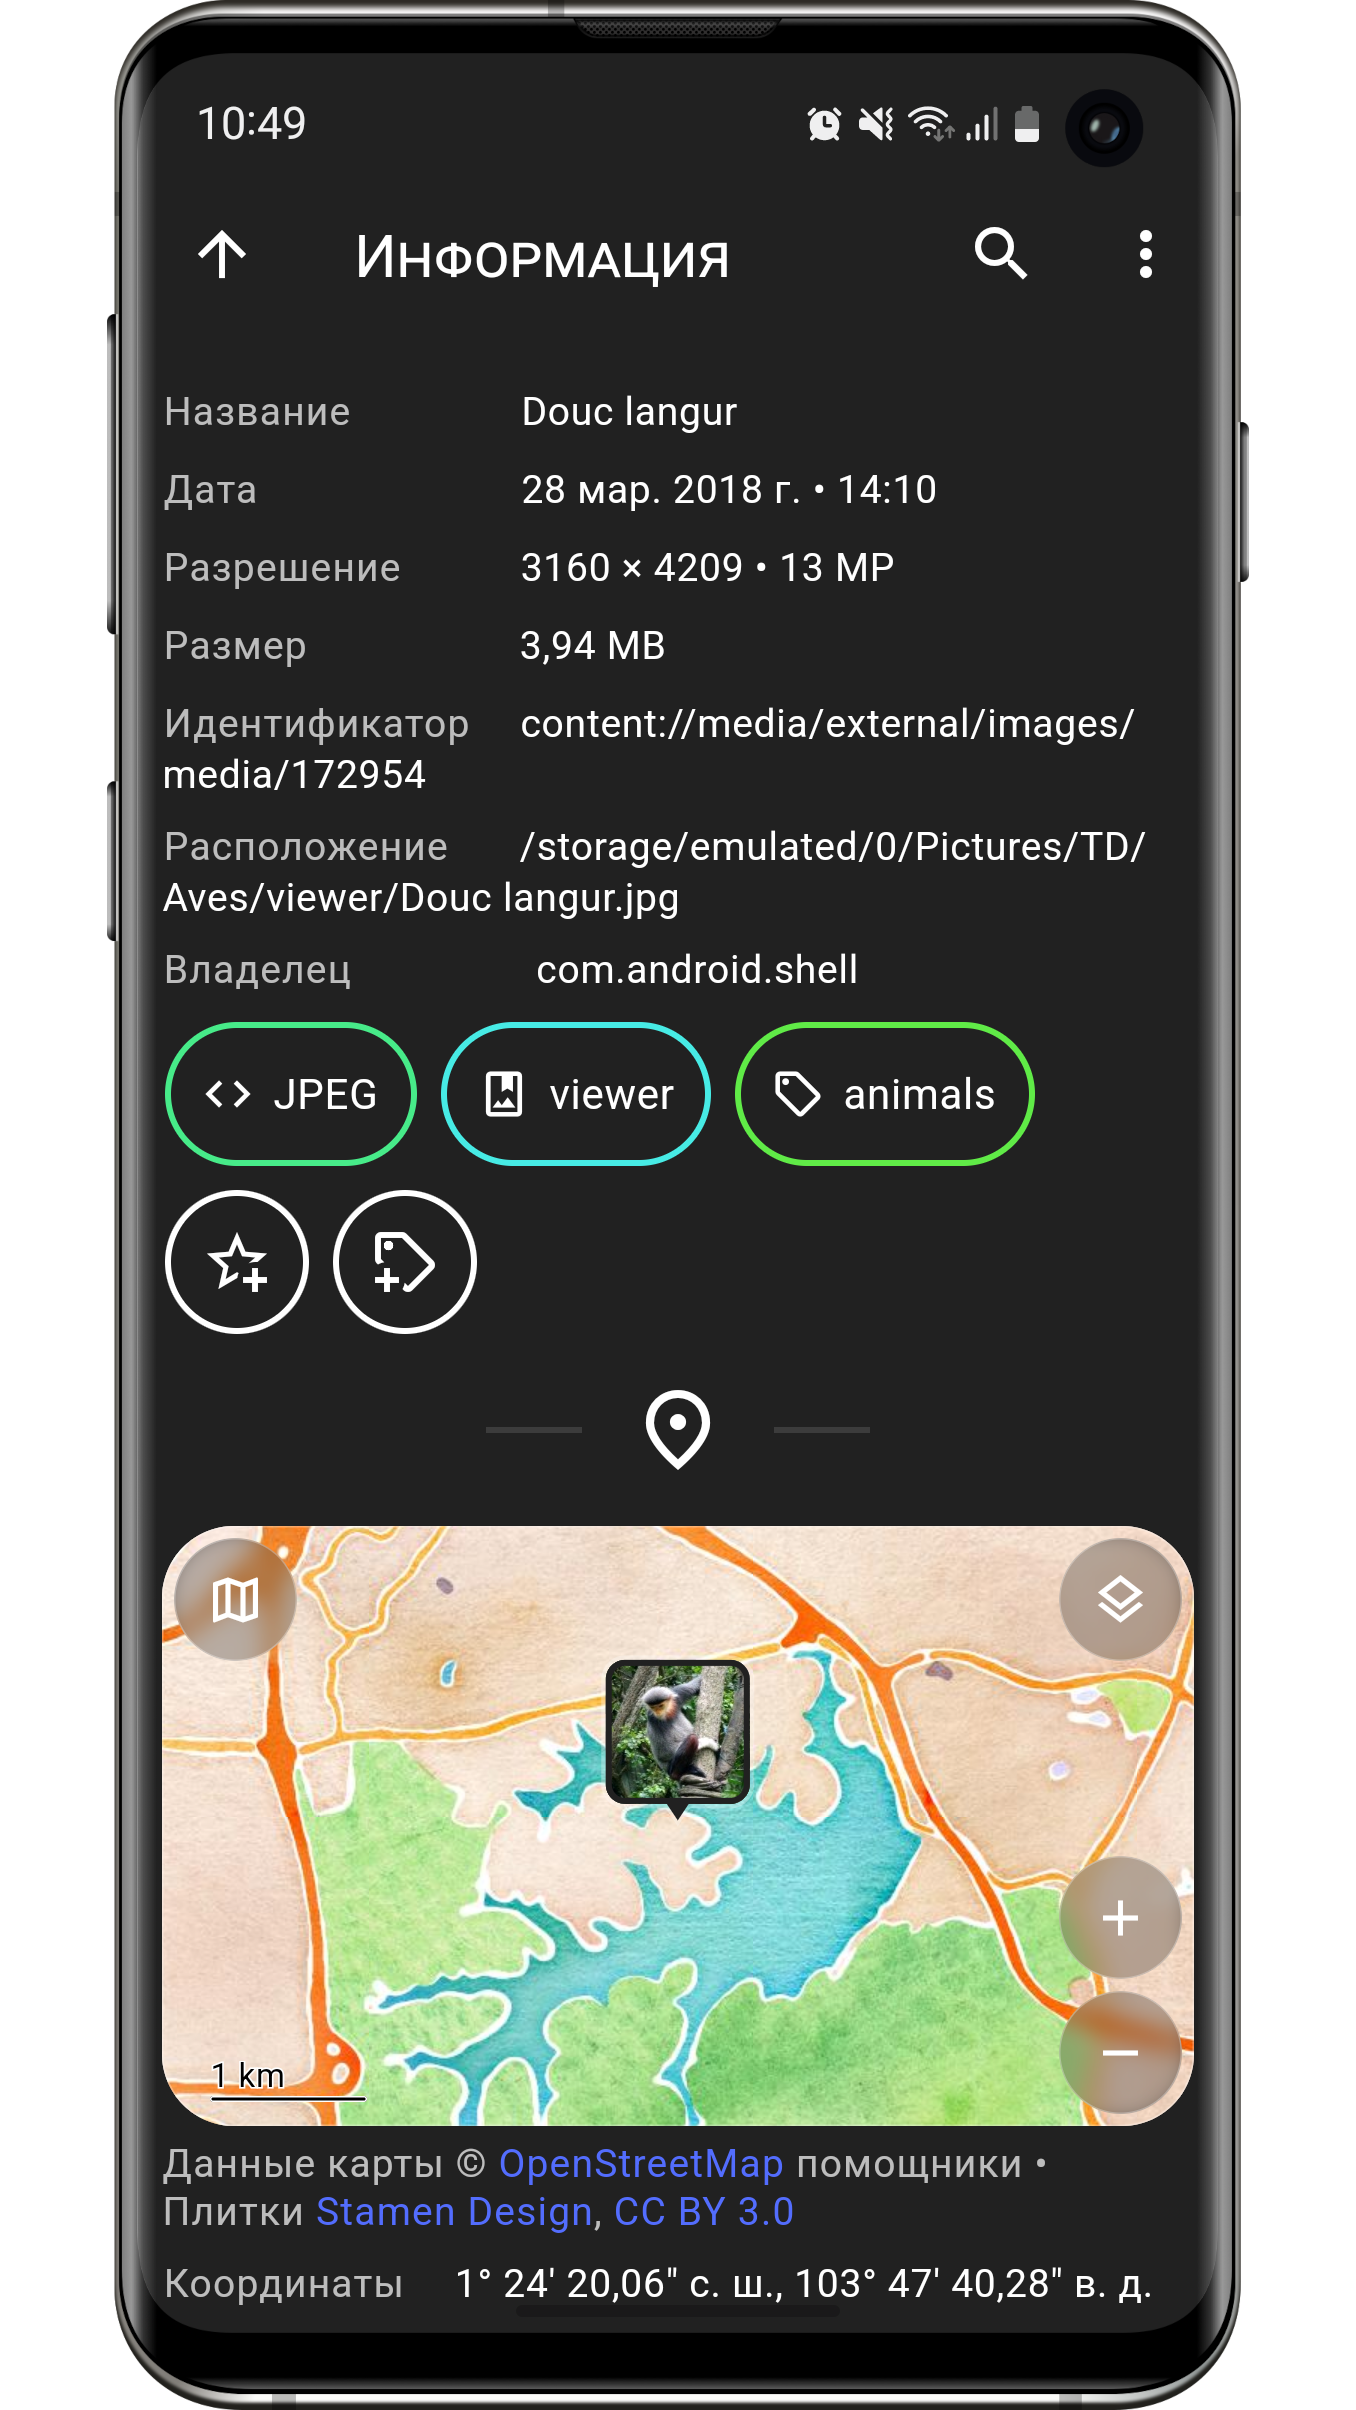 10:49
Информация
Название Douc langur
Дата 28 мар. 2018 г. • 14:10
Разрешение 3160 × 4209 • 13 MP
Размер 3,94 MB
Идентификатор content://media/external/images/
media/172954
Расположение /storage/emulated/0/Pictures/TD/
Aves/viewer/Douc langur.jpg
Владелец com.android.shell
JPEG viewer animals
1 km
Данные карты © OpenStreetMap помощники •
Плитки Stamen Design, CC BY 3.0
Координаты 1° 24' 20,06" с. ш., 103° 47' 40,28" в. д.